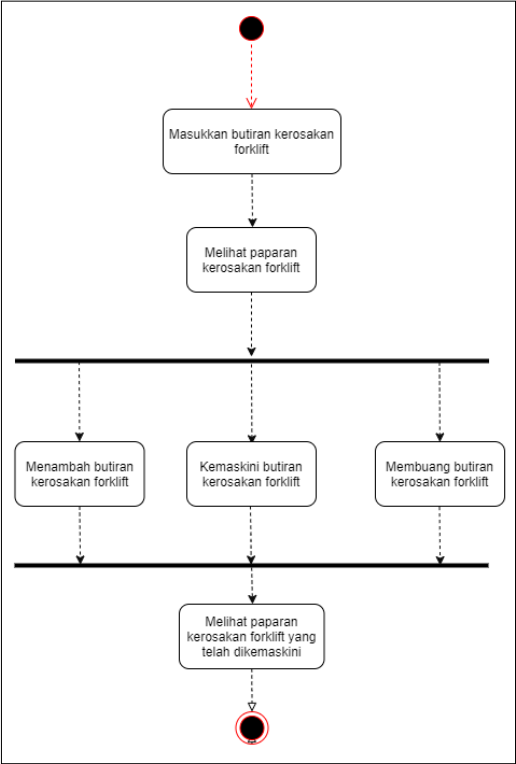 Masukkan butiran kerosakan
forklift
Melihat paparan
kerosakan forklift
Menambah butiran
kerosakan forklift
Kemaskini butiran
kerosakan forklift
Membuang butiran
kerosakan forklift
Melihat paparan
kerosakan forklift yang
telah dikemaskini